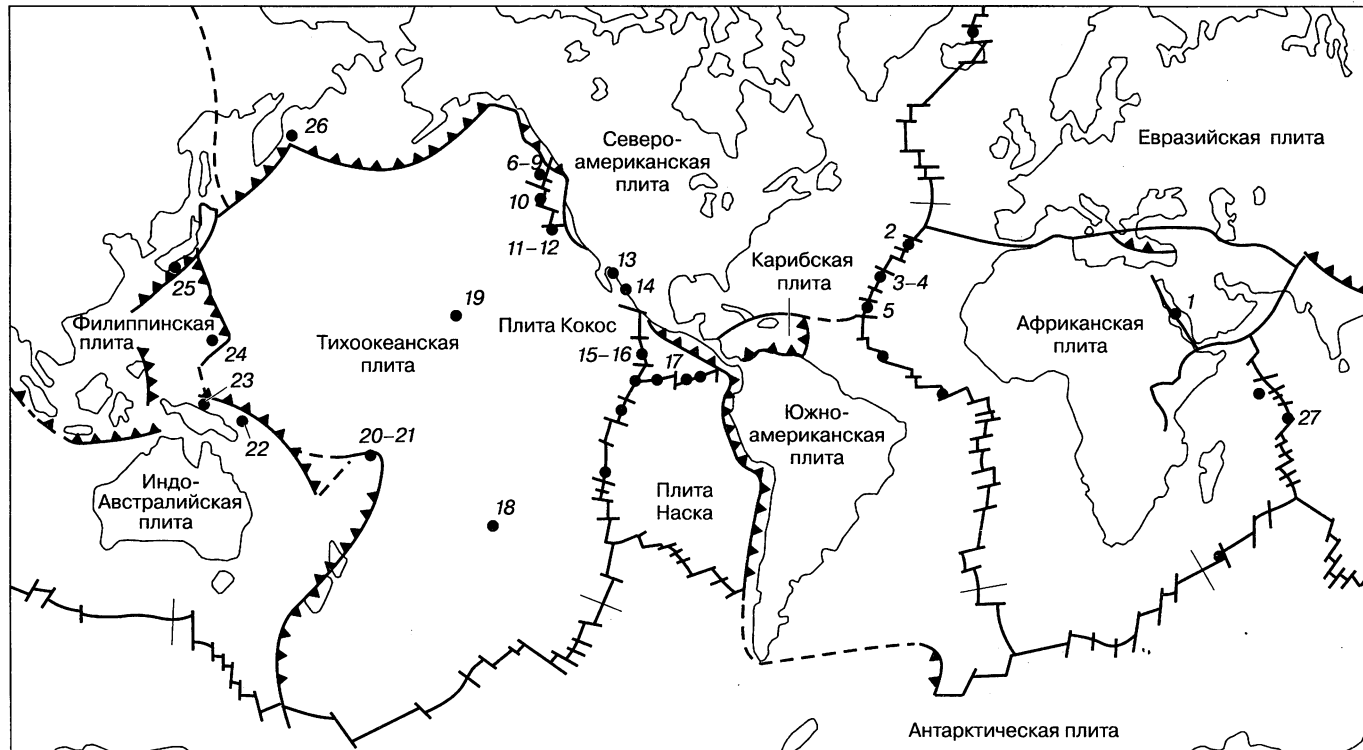 26
Северо-
американская
плита
Евразийская плита
6–9
10
11–12
2
3–4
5
Карибская
плита
13
14
1
Африканская
плита
25
Филиппинская
плита
24
23
22
19
Тихоокеанская
плита
Плита Кокос
15–16
17
Южно-
американская
плита
27
20–21
Индо-
Австралийская
плита
18
Плита
Наска
Антарктическая плита